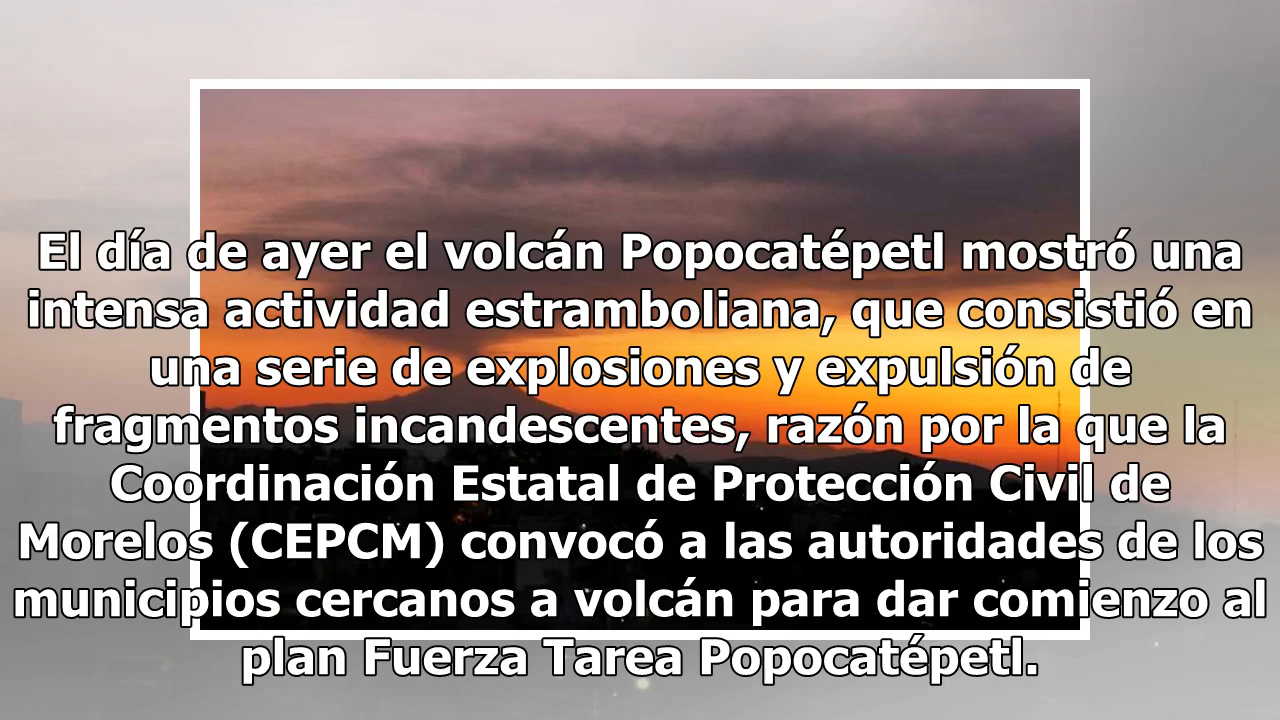 El día de ayer el volcán Popocatépetl mostró una
intensa actividad estramboliana, que consistió en
una serie de explosiones y expulsión de
fragmentos incandescentes, razón por la que la
Coordinación Estatal de Protección Civil de
Morelos (CEPCM) convocó a las autoridades de los
municipios cercanos a volcán para dar comienzo al
plan Fuerza Tarea Popocatépetl.